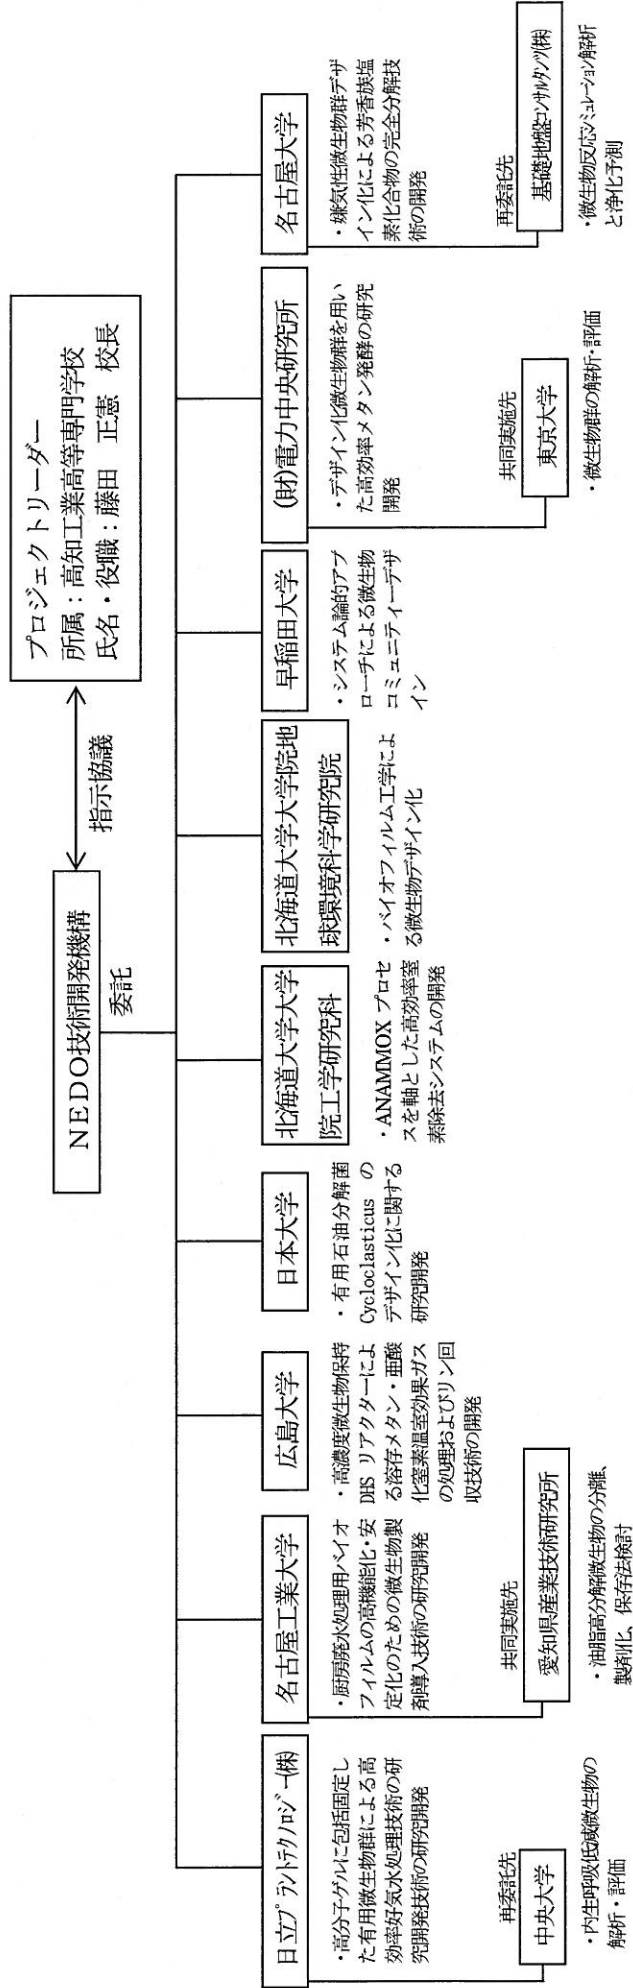 NEDO技術開発機構
委託
指示協議
プロジェクトリーダー
所属：高知工業高等専門学校
氏名・役職：藤田　正憲　校長
日立プラントテクノロジー(株)
・高分子ゲルに包括固定し
た有用微生物群による高
効率好気水処理技術の研
究開発技術の研究開発
再委託先
中央大学
・内生呼吸低減微生物の
解析・評価
名古屋工業大学
・厨房廃水処理用バイオ
フィルムの高機能化・安
定化のための微生物製
剤導入技術の研究開発
共同実施先
愛知県産業技術研究所
・油脂高分解微生物の分離、
製剤化、保存法検討
広島大学
・高濃度微生物保持
DHS リアクターによ
る溶存メタン・亜酸
化窒素温室効果ガス
の処理およびリン回
収技術の開発
日本大学
・有用石油分解菌
Cycloclasticus の
デザイン化に関する
研究開発
北海道大学大学
院工学研究科
・ANAMMOX プロセ
スを軸とした高効率窒
素除去システムの開発
北海道大学大学院地
球環境科学研究院
・バイオフィルム工学によ
る微生物デザイン化
早稲田大学
・システム論的アプ
ローチによる微生物
コミュニティーデザ
イン
(財)電力中央研究所
・デザイン化微生物群を用い
た高効率メタン発酵の研究
開発
共同実施先
東京大学
・微生物群の解析・評価
名古屋大学
・嫌気性微生物群デザ
イン化による芳香族塩
素化合物の完全分解技
術の開発
再委託先
基礎地盤コンサルタンツ(株)
・微生物反応シミュレーション解析
と浄化予測